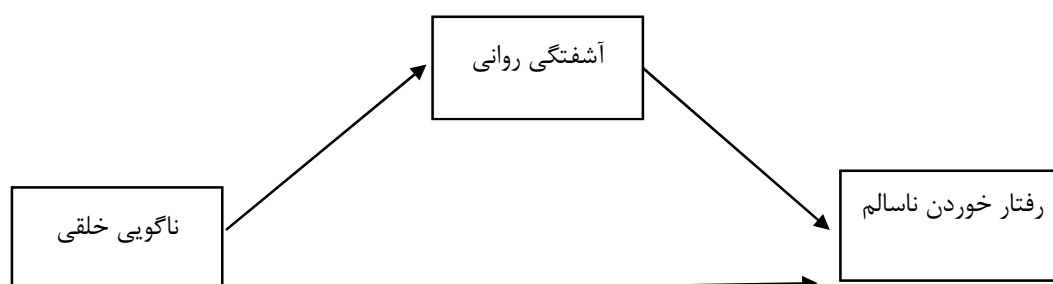 آشفتگی روانی
رفتار خوردن ناسالم
ناگویی خلقی